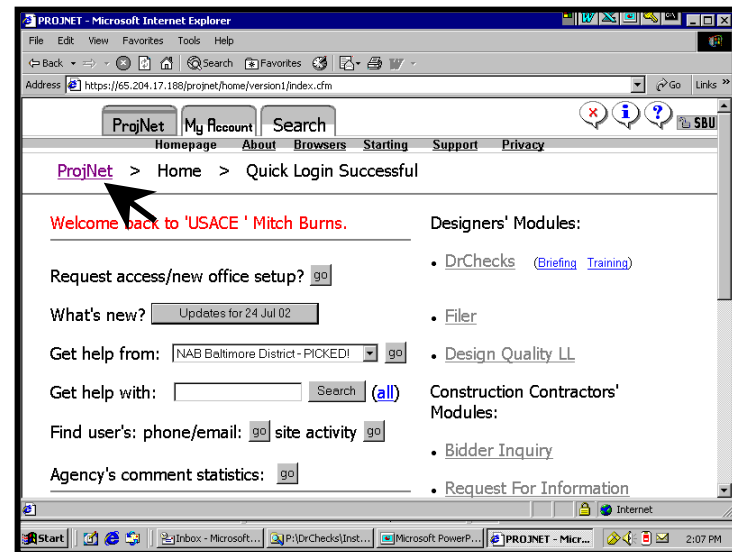 PROJNET - Microsoft Internet Explorer
File Edit View Favorites Tools Help
Back Search Favorites
Address https://65.204.17.188/projnet/home/version1/index.cfm Go Links »
ProjNet My Account Search SBU
Homepage About Browsers Starting Support Privacy
ProjNet > Home > Quick Login Successful
Welcome back to 'USACE ' Mitch Burns.
Request access/new office setup? go
What's new? Updates for 24 Jul 02
Get help from: NAB Baltimore District - PICKED! go
Get help with: Search (all)
Find user's: phone/email: go site activity go
Agency's comment statistics: go
Designers' Modules:
• DrChecks (Briefing Training)
• Filer
• Design Quality LL
Construction Contractors'
Modules:
• Bidder Inquiry
• Request For Information
Internet
Start Inbox - Microsoft... P:\DrChecks\Inst... Microsoft PowerP... PROJNET - Micr... 2:07 PM